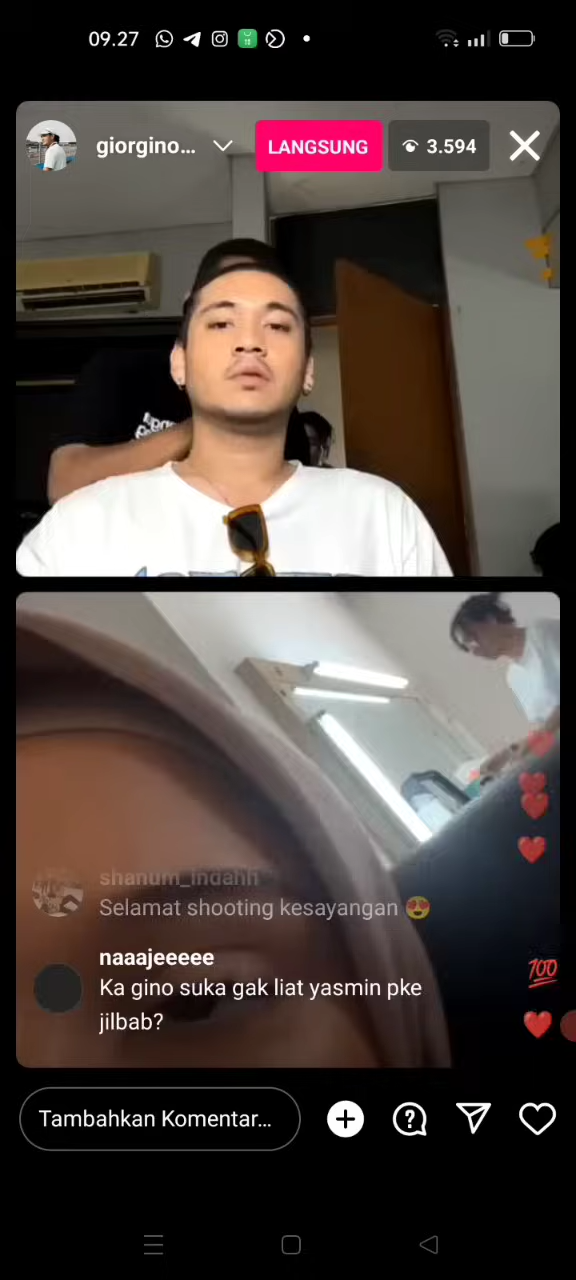 09.27
giorgino...
LANGSUNG
3.594
shanum_indahh
Selamat shooting kesayangan 😍
naaajeeeee
Ka gino suka gak liat yasmin pke
jilbab?
💯
Tambahkan Komentar...